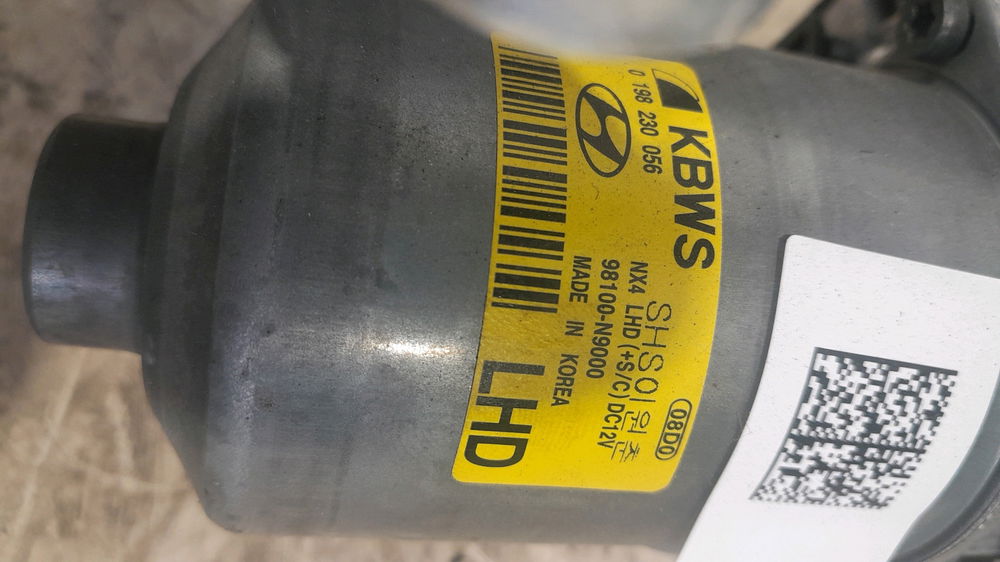 KBWS
0 198 230 056
08D0
SHS이원준
NX4 LHD (+S/C) DC12V
98100-N9000
MADE IN KOREA
LHD